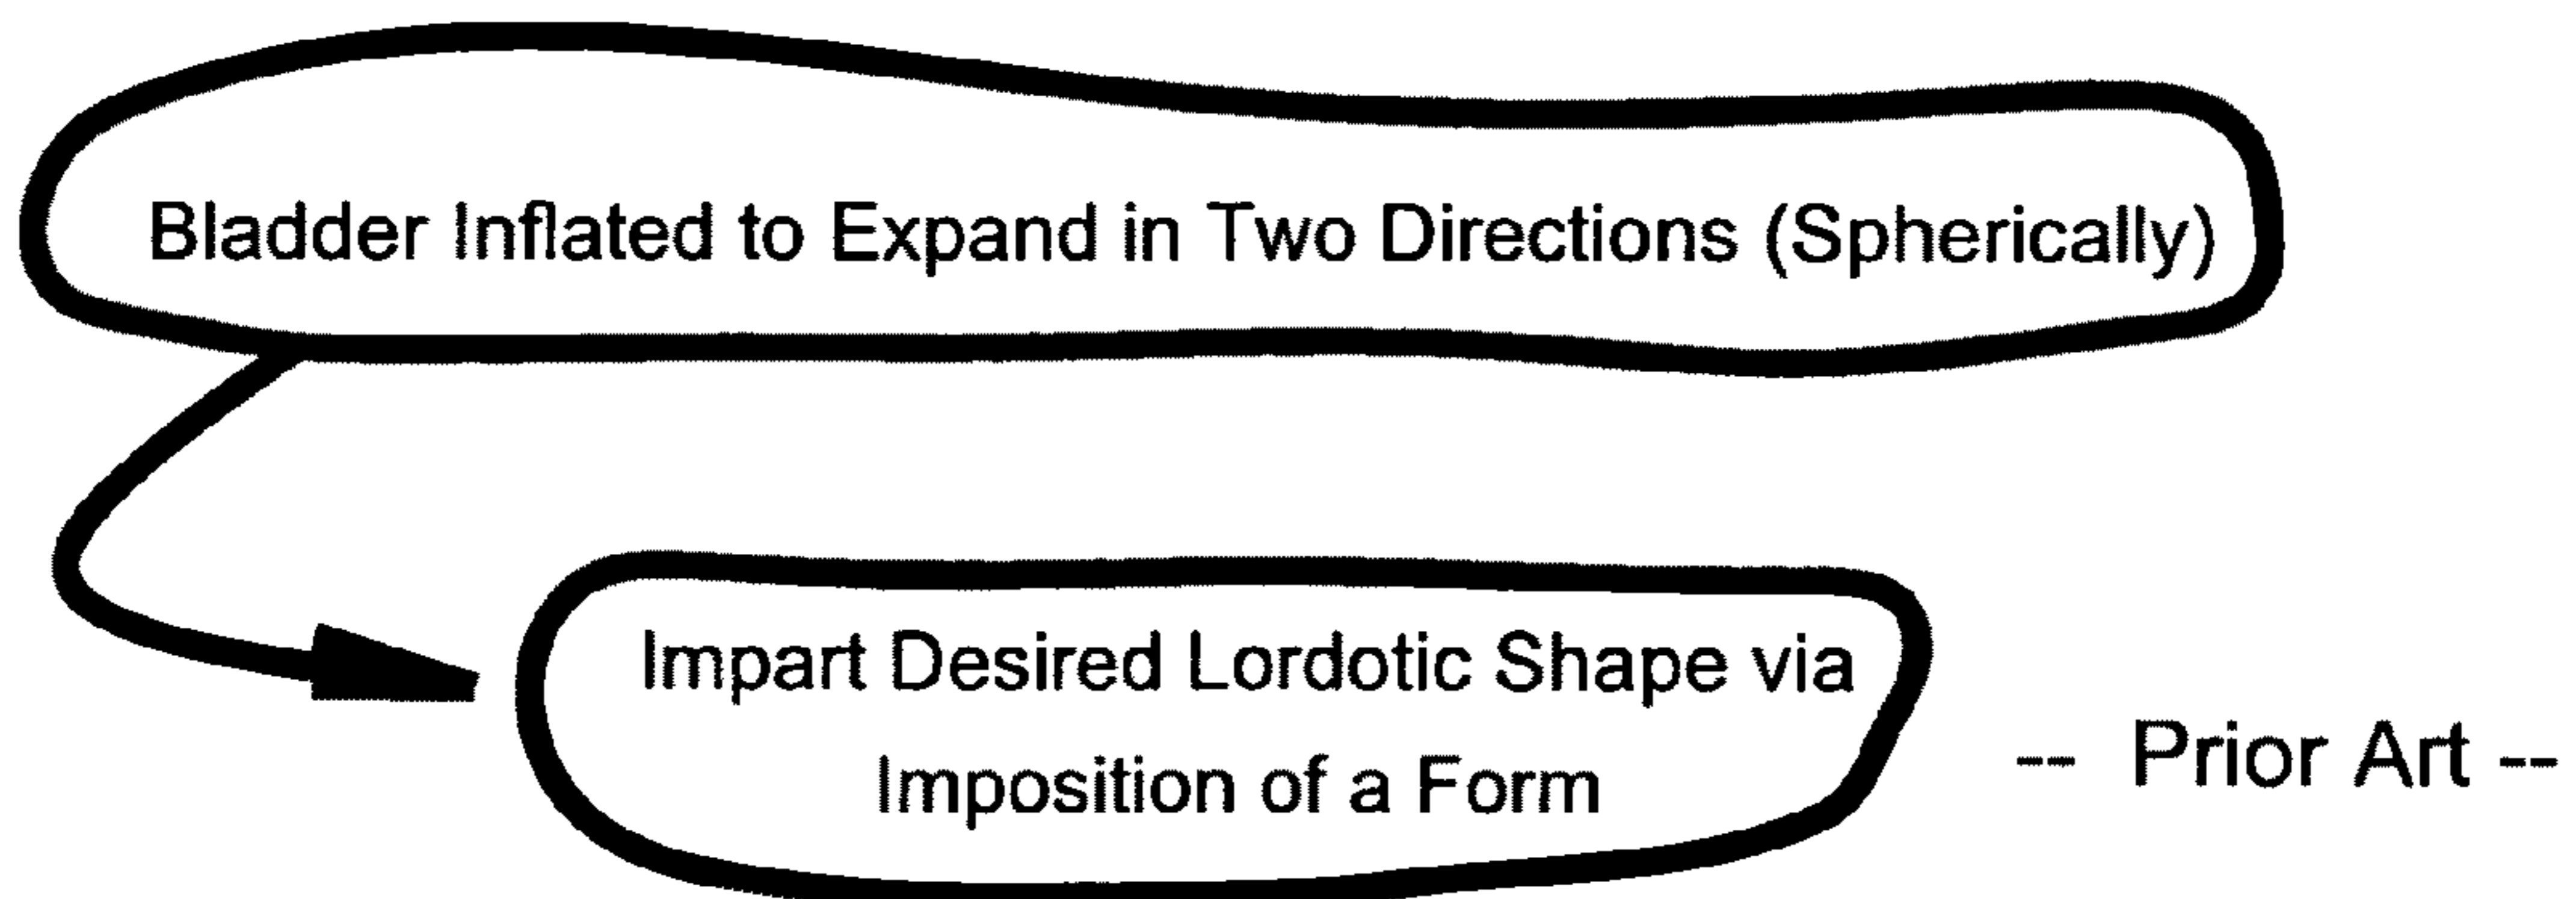 Bladder Inflated to Expand in Two Directions (Spherically)
Impart Desired Lordotic Shape via
Imposition of a Form
-- Prior Art --